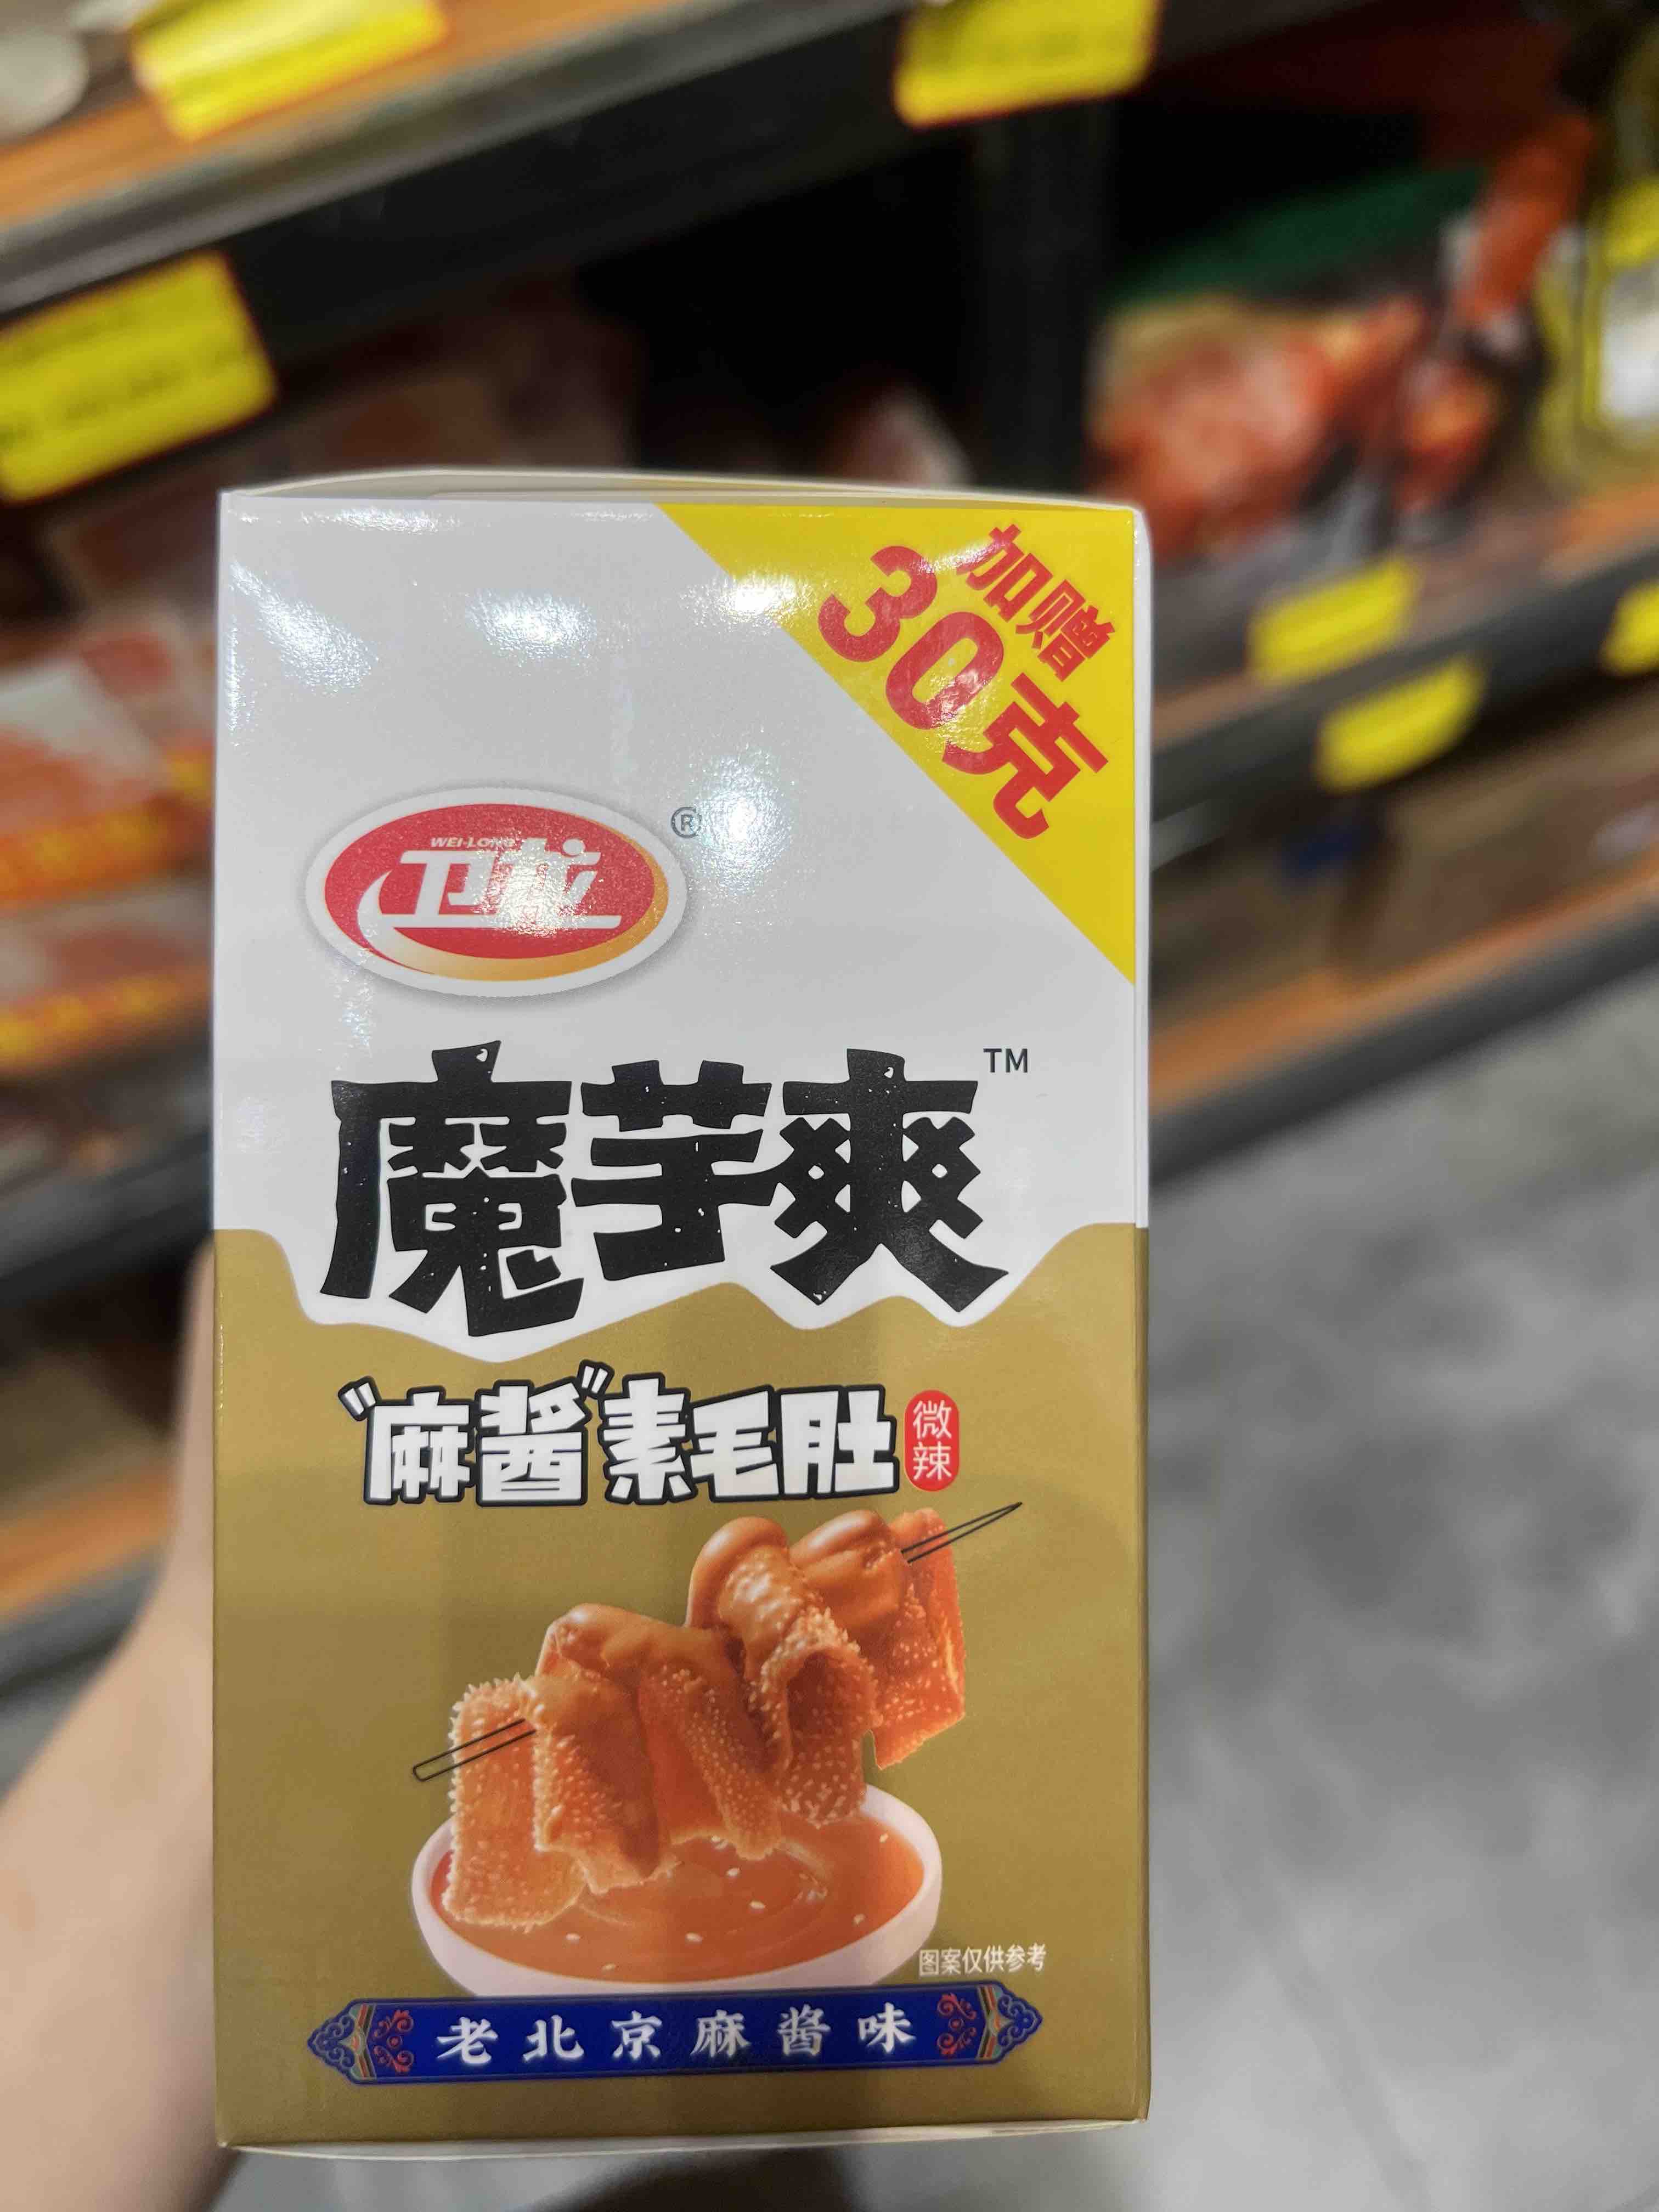 加赠
30克
WEI-LONG
卫龙
®
魔芋爽 TM
"麻酱"素毛肚 微辣
图案仅供参考
老北京麻酱味